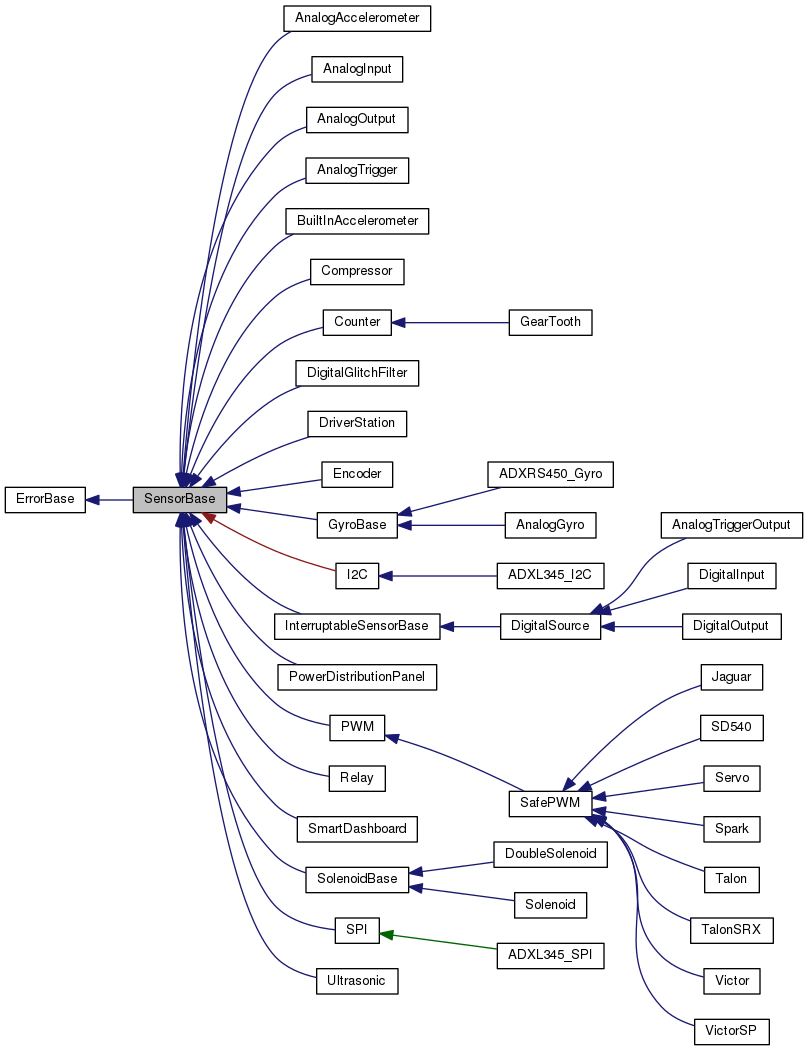 AnalogAccelerometer
AnalogInput
AnalogOutput
AnalogTrigger
BuiltInAccelerometer
Compressor
Counter
GearTooth
DigitalGlitchFilter
DriverStation
Encoder
ADXRS450_Gyro
ErrorBase
SensorBase
GyroBase
AnalogGyro
AnalogTriggerOutput
I2C
ADXL345_I2C
DigitalInput
InterruptableSensorBase
DigitalSource
DigitalOutput
PowerDistributionPanel
Jaguar
PWM
SD540
Relay
Servo
SafePWM
SmartDashboard
Spark
DoubleSolenoid
SolenoidBase
Talon
Solenoid
SPI
TalonSRX
ADXL345_SPI
Ultrasonic
Victor
VictorSP